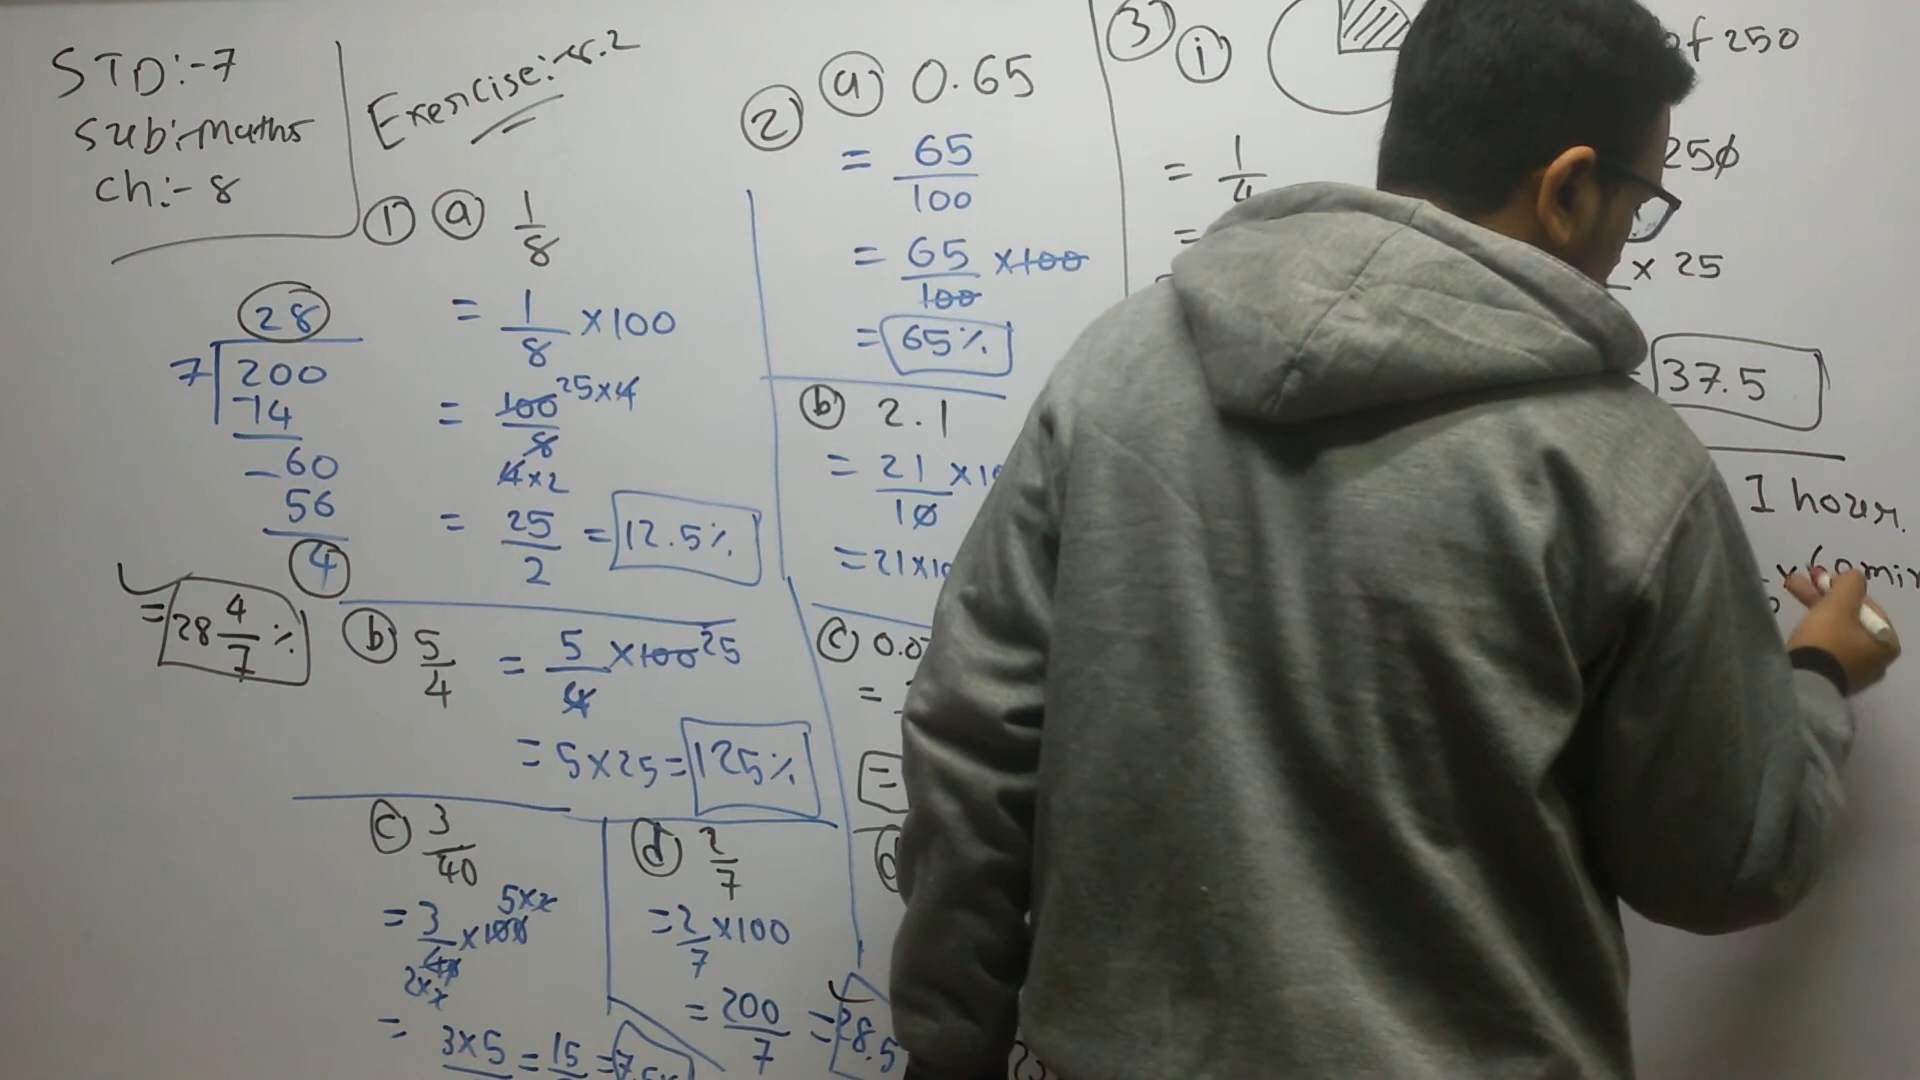 STD:-7
Sub:-Maths
Ch:- 8
Exercise:-8.2
① ⓐ 1/8
= 1/8 ×100
= 100/8 25×4
4×2
= 25/2 = 12.5%
28
7 200
14
-60
56
4
= 28 4/7 %
ⓑ 5/4 = 5/4 ×100 25
= 5×25 = 125%
ⓒ 3/40
5×2
= 3/40 ×100
2×2
= 3×5 = 15 =
ⓓ 2/7
= 2/7 ×100
= 200/7 = 28.5
② ⓐ 0.65
= 65/100
= 65/100 ×100
= 65%
ⓑ 2.1
= 21/10 ×10
= 21×10
ⓒ 0.0
=
=
③ ⓘ
of 250
= 1/4
250
=
× 25
37.5
1 hour.
× 60 min